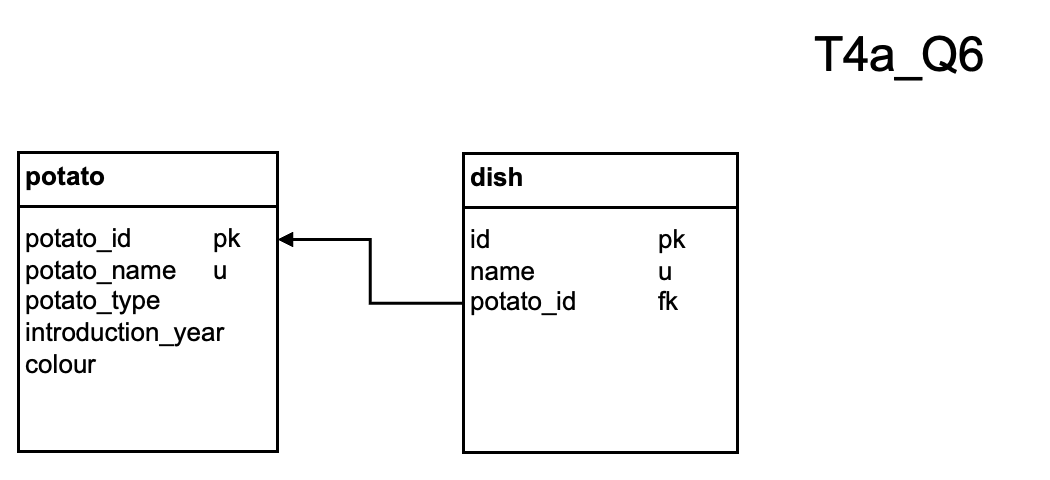 T4a_Q6
potato
potato_id pk
potato_name u
potato_type
introduction_year
colour
dish
id pk
name u
potato_id fk